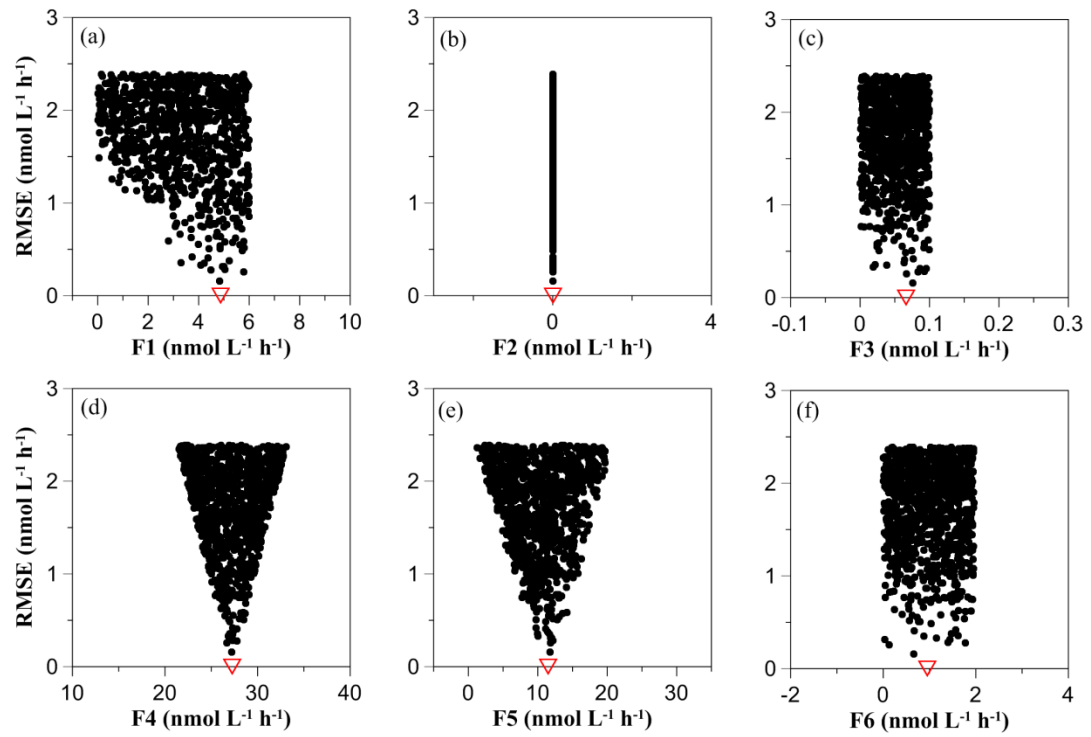 (a)
3
2
1
0
RMSE (nmol L⁻¹ h⁻¹)
0 2 4 6 8 10
F1 (nmol L⁻¹ h⁻¹)
(b)
3
2
1
0
0 4
F2 (nmol L⁻¹ h⁻¹)
(c)
3
2
1
0
-0.1 0 0.1 0.2 0.3
F3 (nmol L⁻¹ h⁻¹)
(d)
3
2
1
0
RMSE (nmol L⁻¹ h⁻¹)
10 20 30 40
F4 (nmol L⁻¹ h⁻¹)
(e)
3
2
1
0
0 10 20 30
F5 (nmol L⁻¹ h⁻¹)
(f)
3
2
1
0
-2 0 2 4
F6 (nmol L⁻¹ h⁻¹)